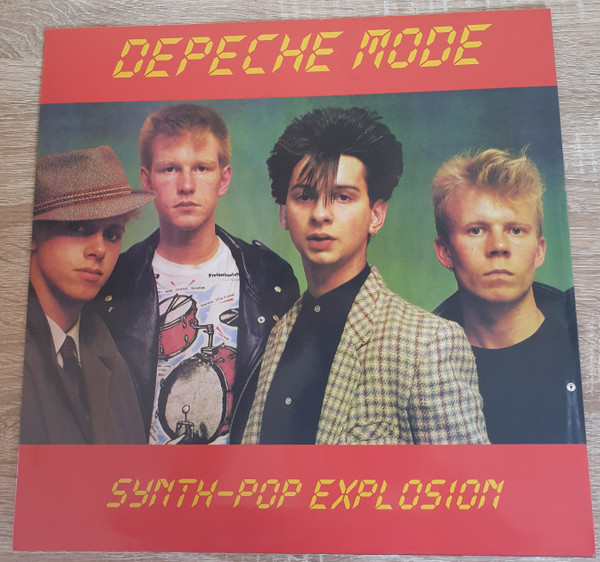 DEPECHE MODE
SYNTH-POP EXPLOSION